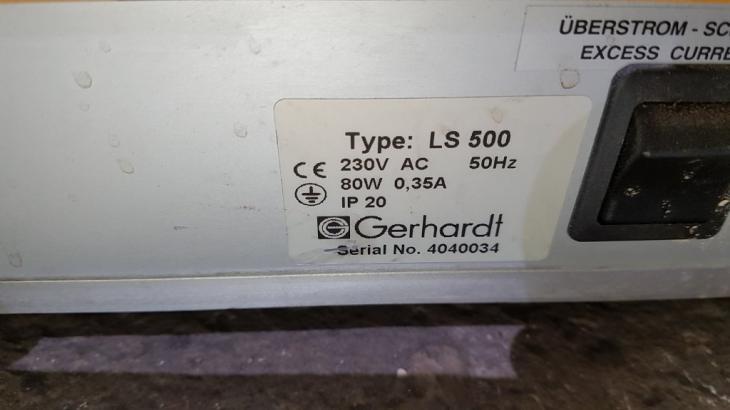 ÜBERSTROM - SC
EXCESS CURRE
Type: LS 500
CE 230V AC 50Hz
80W 0,35A
IP 20
Gerhardt
Serial No. 4040034